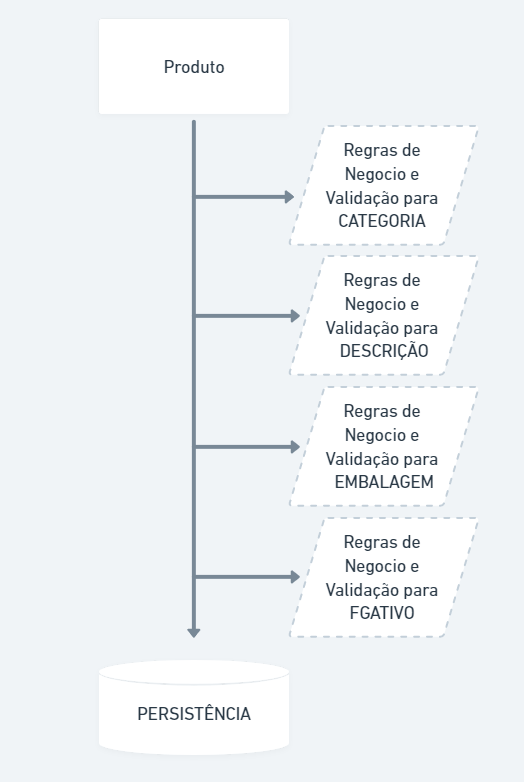 Produto
Regras de
Negocio e
Validação para
CATEGORIA
Regras de
Negocio e
Validação para
DESCRIÇÃO
Regras de
Negocio e
Validação para
EMBALAGEM
Regras de
Negocio e
Validação para
FGATIVO
PERSISTÊNCIA